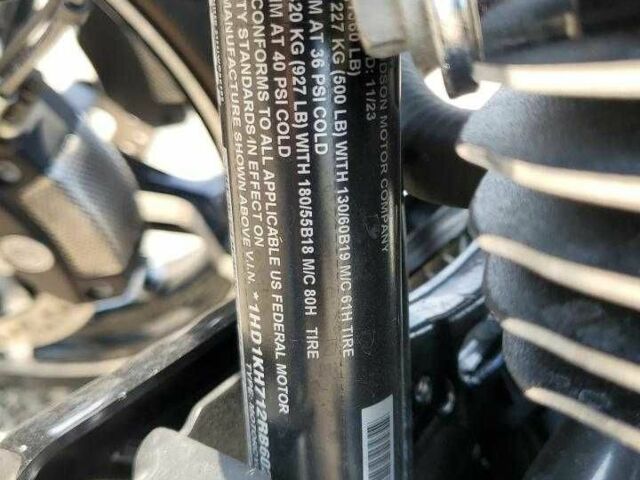 DSON MOTOR COMPANY
D: 11/23
227 KG (500 LB) WITH 130/60B19 M/C 61H TIRE
M AT 36 PSI COLD
20 KG (927 LB) WITH 180/55B18 M/C 80H TIRE
IM AT 40 PSI COLD
CONFORMS TO ALL APPLICABLE US FEDERAL MOTOR
TY STANDARDS IN EFFECT ON
MANUFACTURE SHOWN ABOVE V.I.N. *1HD1KH712RB60